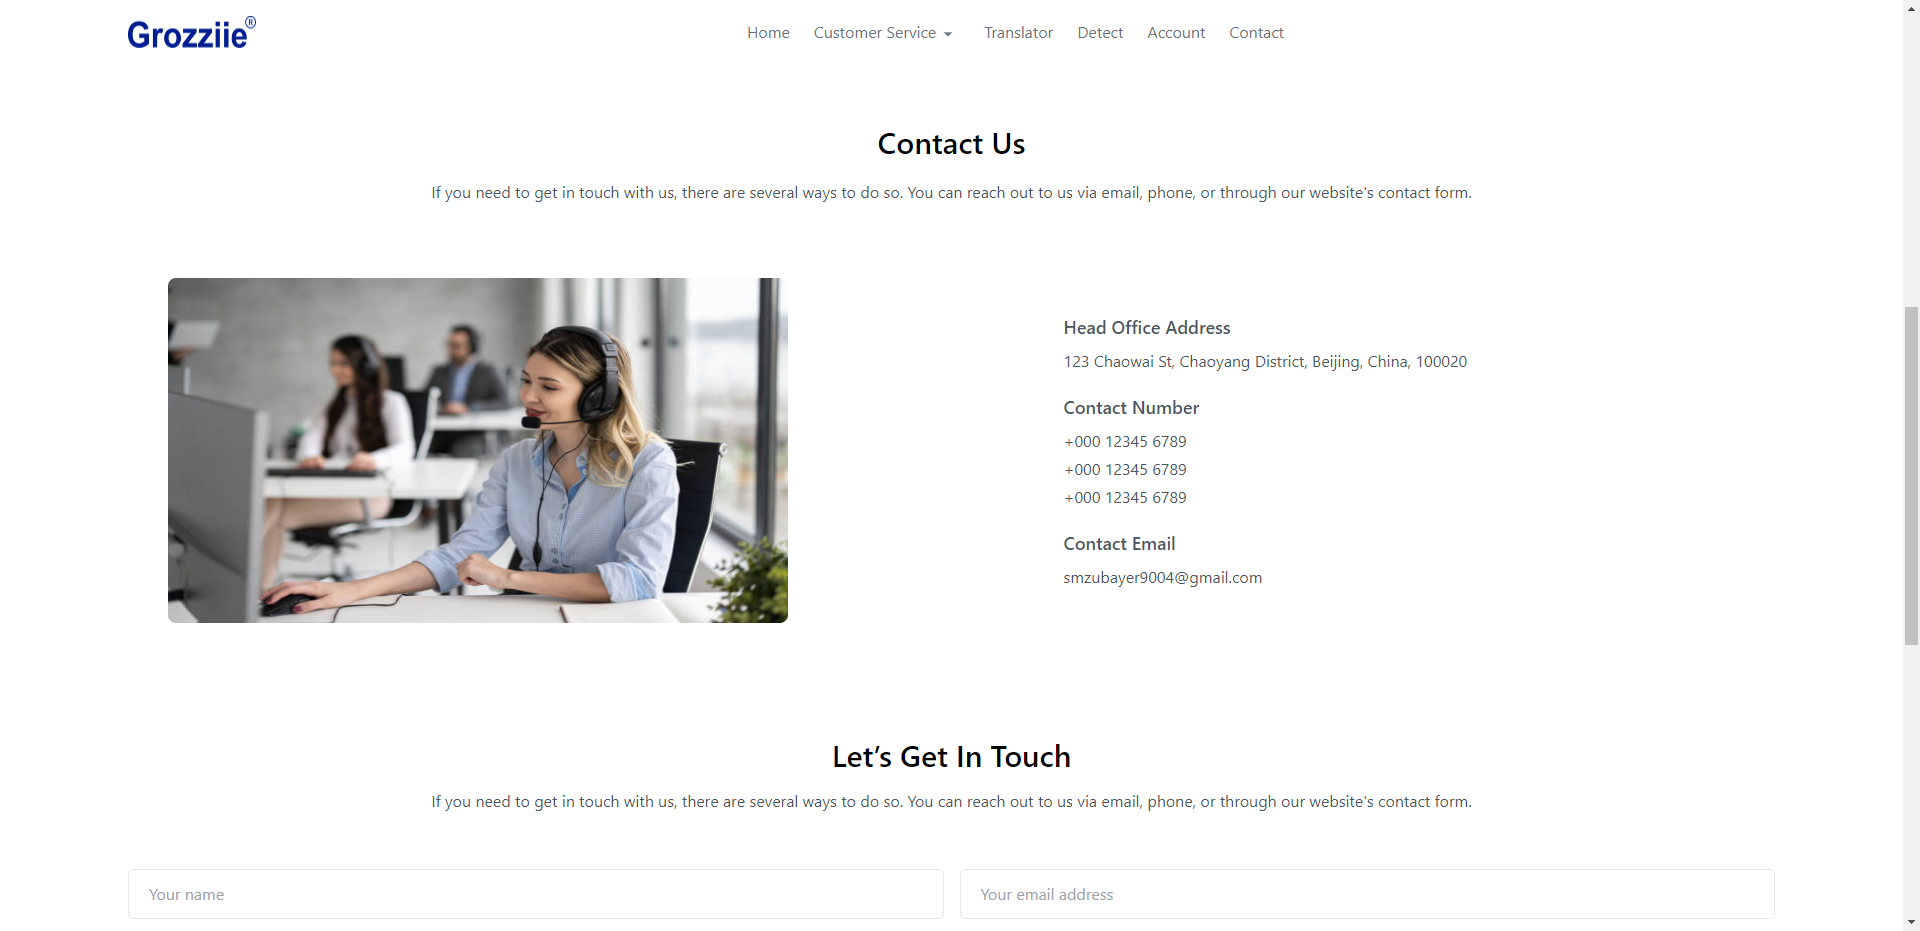 Grozziie®
Home Customer Service Translator Detect Account Contact
Contact Us
If you need to get in touch with us, there are several ways to do so. You can reach out to us via email, phone, or through our website's contact form.
Head Office Address
123 Chaowai St, Chaoyang District, Beijing, China, 100020
Contact Number
+000 12345 6789
+000 12345 6789
+000 12345 6789
Contact Email
smzubayer9004@gmail.com
Let’s Get In Touch
If you need to get in touch with us, there are several ways to do so. You can reach out to us via email, phone, or through our website's contact form.
Your name
Your email address